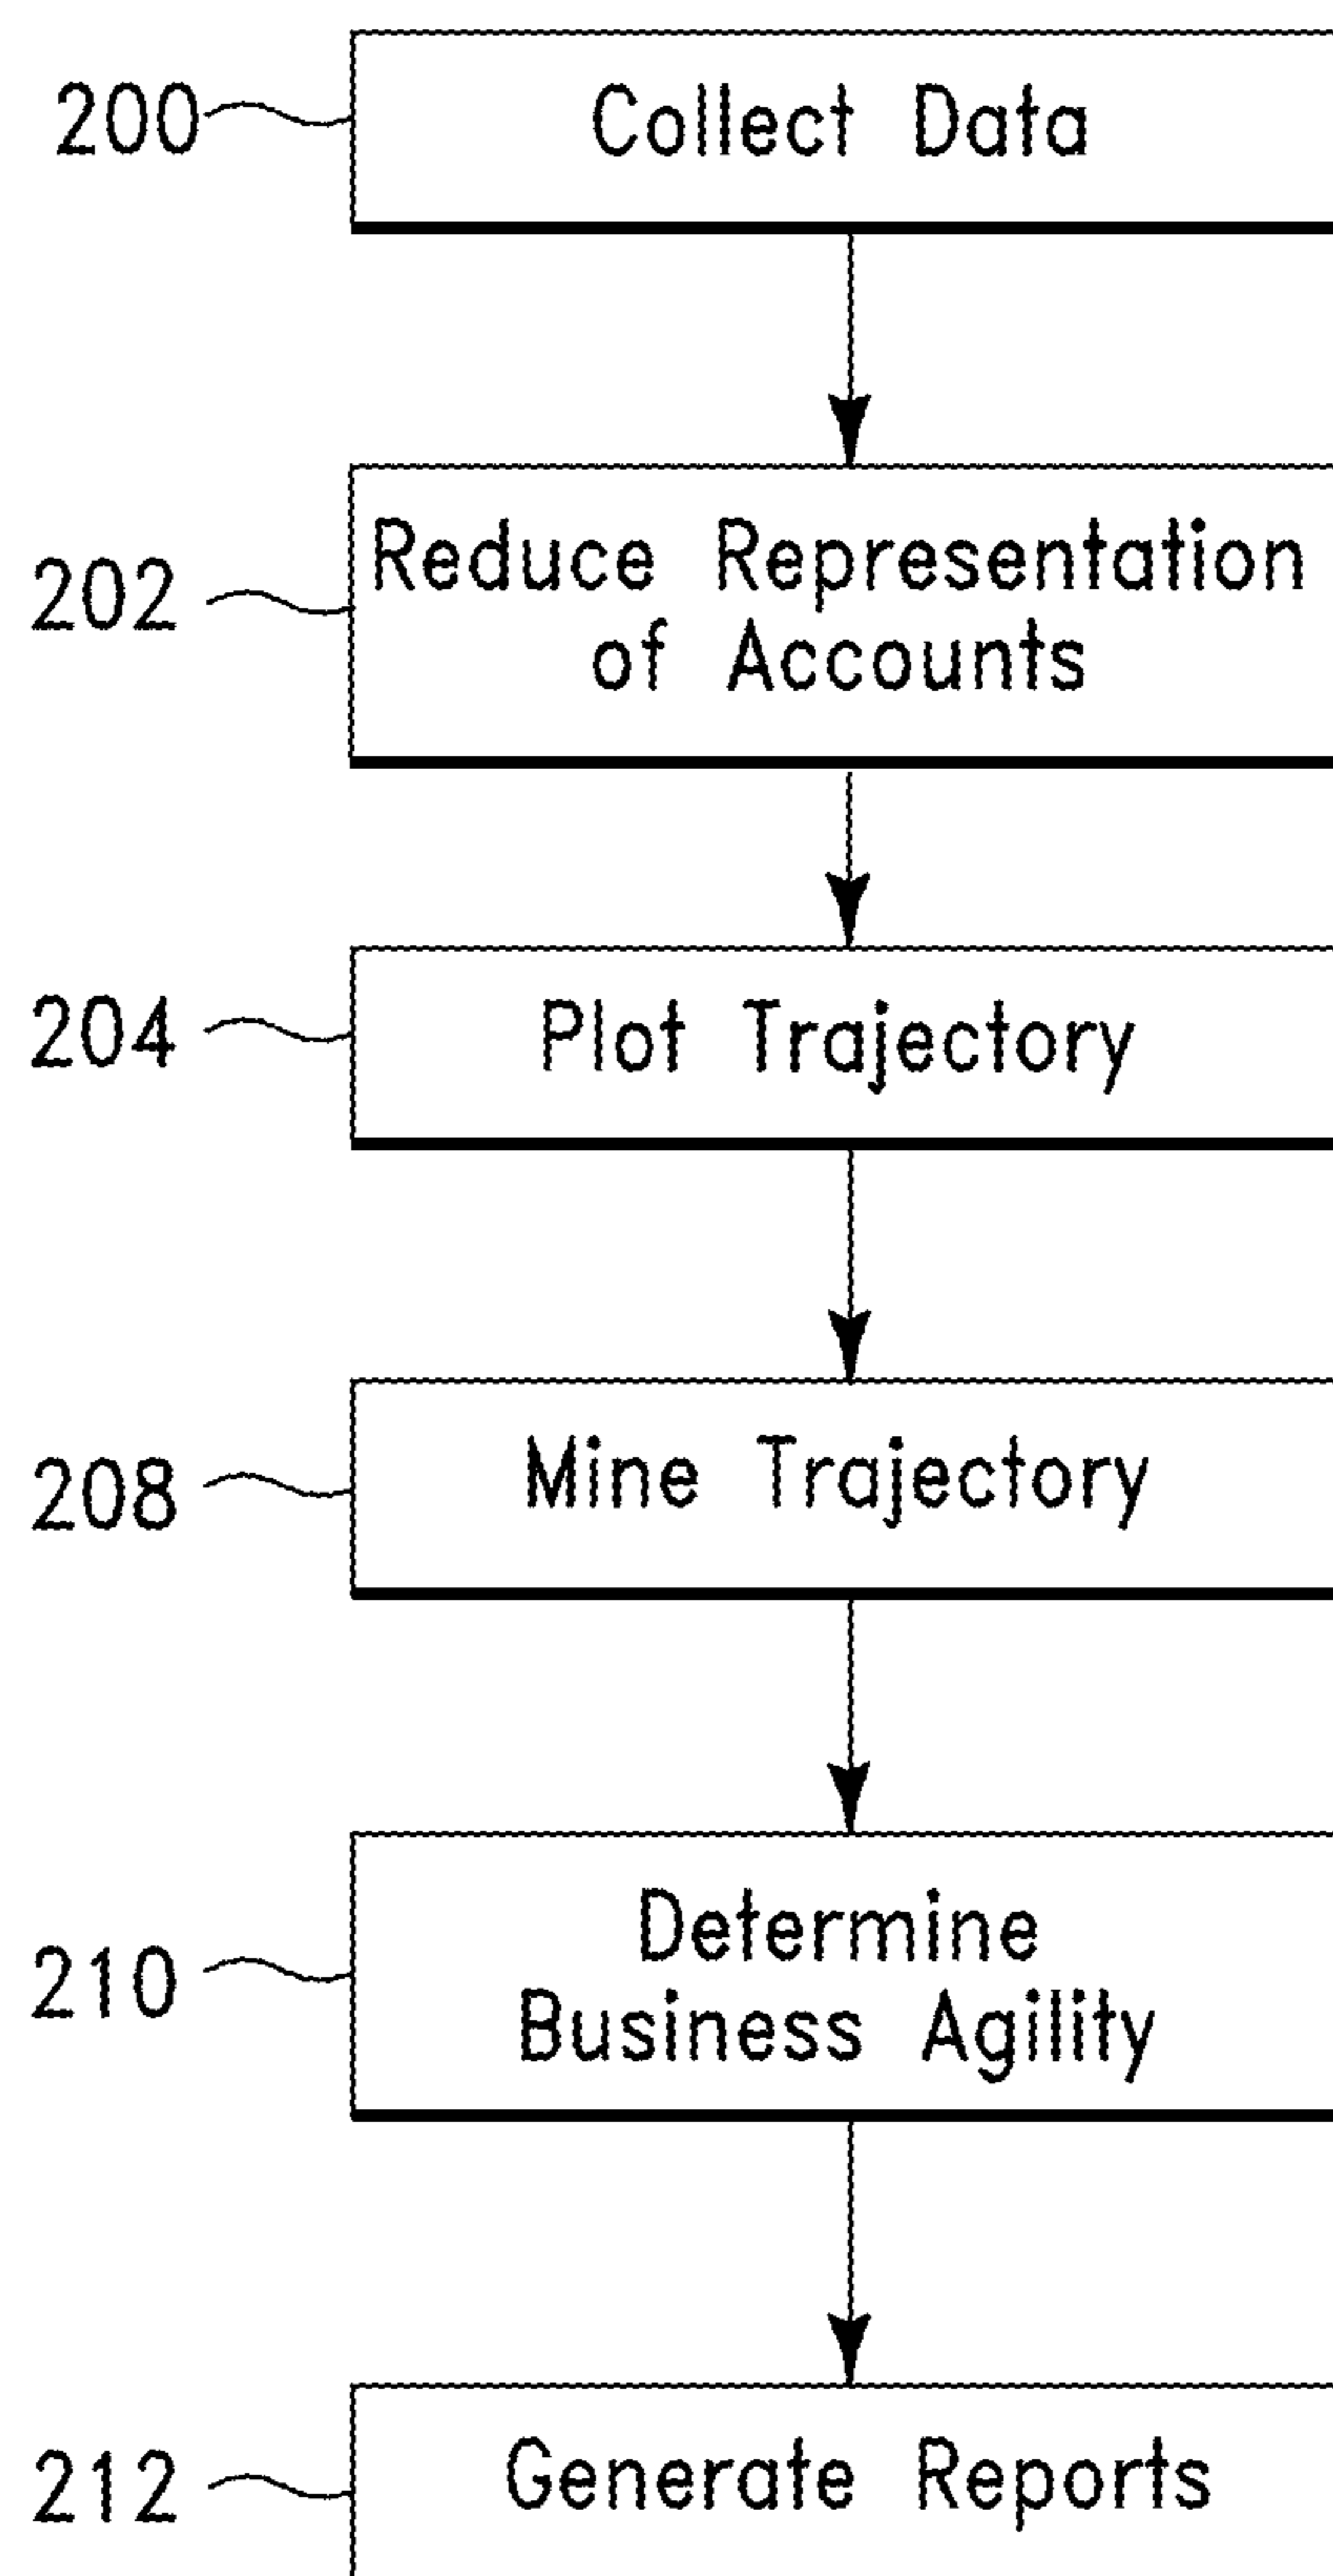 200 Collect Data
202 Reduce Representation
of Accounts
204 Plot Trajectory
208 Mine Trajectory
Determine
210 Business Agility
212 Generate Reports